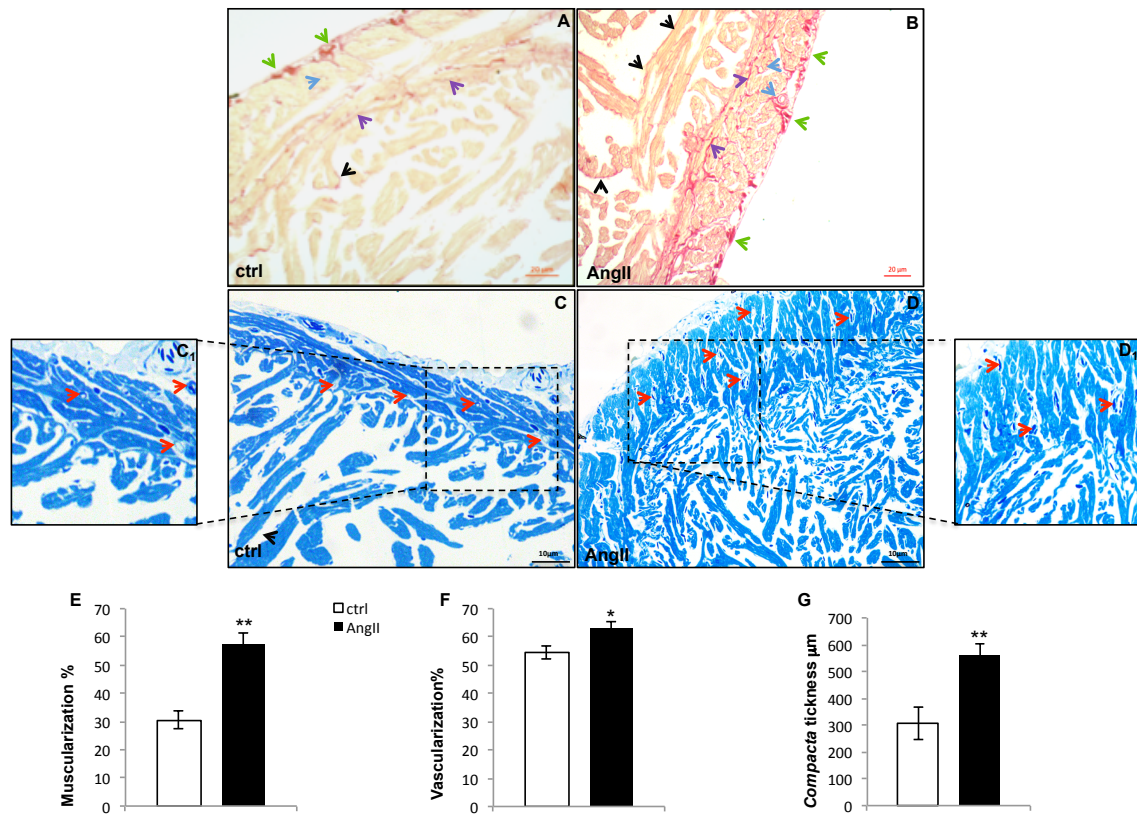 A
B
20 µm
20 µm
ctrl
AngII
C
D
C1
D
10µm
10µm
ctrl
AngII
E
F
G
ctrl
AngII
Muscularization %
70
60
50
40
30
20
10
0
**
Vascularization%
70
60
50
40
30
20
10
0
*
Compacta tickness µm
700
600
500
400
300
200
100
0
**